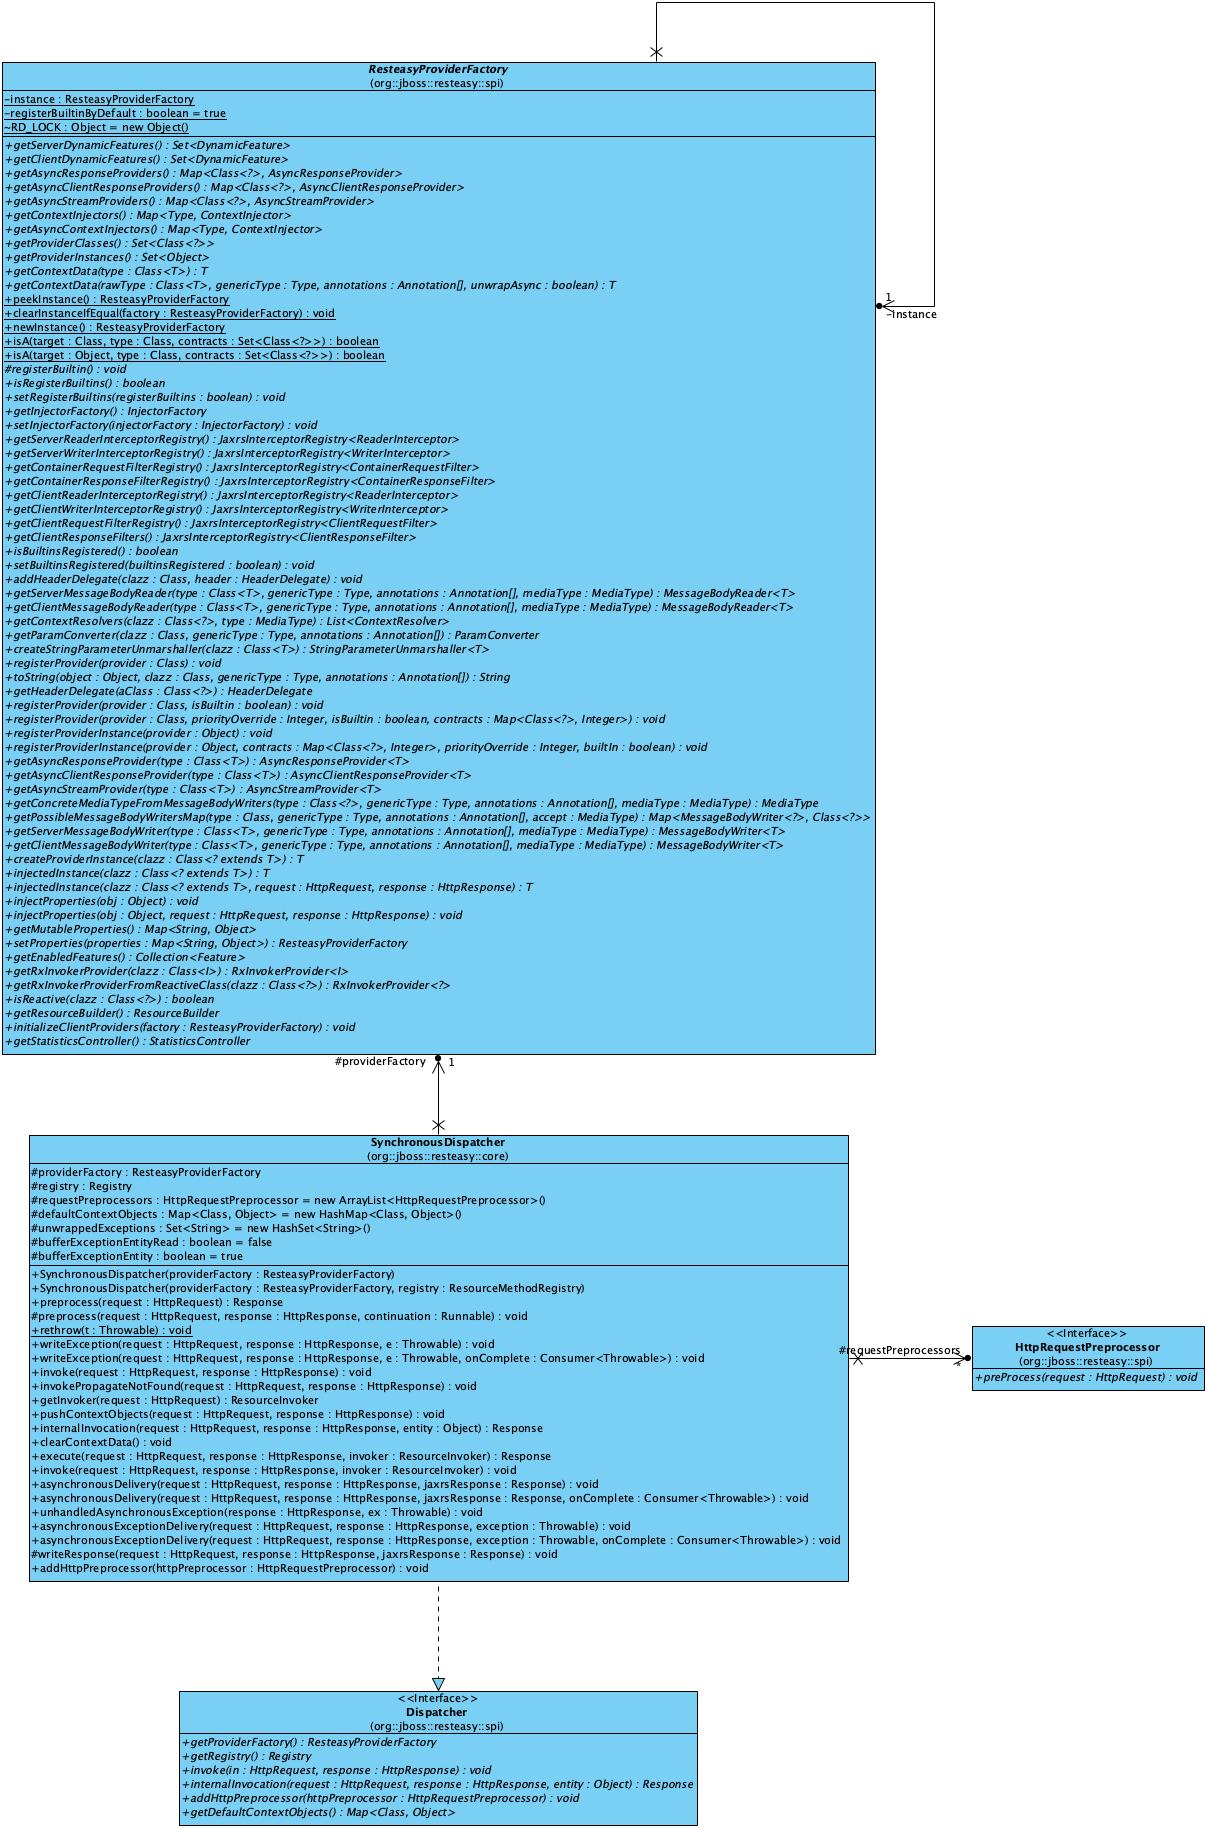 ResteasyProviderFactory
(org::jboss::resteasy::spi)
-instance : ResteasyProviderFactory
-registerBuiltinByDefault : boolean = true
~RD_LOCK : Object = new Object()
+getServerDynamicFeatures() : Set<DynamicFeature>
+getClientDynamicFeatures() : Set<DynamicFeature>
+getAsyncResponseProviders() : Map<Class<?>, AsyncResponseProvider>
+getAsyncClientResponseProviders() : Map<Class<?>, AsyncClientResponseProvider>
+getAsyncStreamProviders() : Map<Class<?>, AsyncStreamProvider>
+getContextInjectors() : Map<Type, ContextInjector>
+getAsyncContextInjectors() : Map<Type, ContextInjector>
+getProviderClasses() : Set<Class<?>>
+getProviderInstances() : Set<Object>
+getContextData(type : Class<T>) : T
+getContextData(rawType : Class<T>, genericType : Type, annotations : Annotation[], unwrapAsync : boolean) : T
+peekInstance() : ResteasyProviderFactory
+clearInstanceIfEqual(factory : ResteasyProviderFactory) : void
+newInstance() : ResteasyProviderFactory
+isA(target : Class, type : Class, contracts : Set<Class<?>>) : boolean
+isA(target : Object, type : Class, contracts : Set<Class<?>>) : boolean
#registerBuiltin() : void
+isRegisterBuiltins() : boolean
+setRegisterBuiltins(registerBuiltins : boolean) : void
+getInjectorFactory() : InjectorFactory
+setInjectorFactory(injectorFactory : InjectorFactory) : void
+getServerReaderInterceptorRegistry() : JaxrsInterceptorRegistry<ReaderInterceptor>
+getServerWriterInterceptorRegistry() : JaxrsInterceptorRegistry<WriterInterceptor>
+getContainerRequestFilterRegistry() : JaxrsInterceptorRegistry<ContainerRequestFilter>
+getContainerResponseFilterRegistry() : JaxrsInterceptorRegistry<ContainerResponseFilter>
+getClientReaderInterceptorRegistry() : JaxrsInterceptorRegistry<ReaderInterceptor>
+getClientWriterInterceptorRegistry() : JaxrsInterceptorRegistry<WriterInterceptor>
+getClientRequestFilterRegistry() : JaxrsInterceptorRegistry<ClientRequestFilter>
+getClientResponseFilters() : JaxrsInterceptorRegistry<ClientResponseFilter>
+isBuiltinsRegistered() : boolean
+setBuiltinsRegistered(builtinsRegistered : boolean) : void
+addHeaderDelegate(clazz : Class, header : HeaderDelegate) : void
+getServerMessageBodyReader(type : Class<T>, genericType : Type, annotations : Annotation[], mediaType : MediaType) : MessageBodyReader<T>
+getClientMessageBodyReader(type : Class<T>, genericType : Type, annotations : Annotation[], mediaType : MediaType) : MessageBodyReader<T>
+getContextResolvers(clazz : Class<?>, type : MediaType) : List<ContextResolver>
+getParamConverter(clazz : Class, genericType : Type, annotations : Annotation[]) : ParamConverter
+createStringParameterUnmarshaller(clazz : Class<T>) : StringParameterUnmarshaller<T>
+registerProvider(provider : Class) : void
+toString(object : Object, clazz : Class, genericType : Type, annotations : Annotation[]) : String
+getHeaderDelegate(aClass : Class<?>) : HeaderDelegate
+registerProvider(provider : Class, isBuiltin : boolean) : void
+registerProvider(provider : Class, priorityOverride : Integer, isBuiltin : boolean, contracts : Map<Class<?>, Integer>) : void
+registerProviderInstance(provider : Object) : void
+registerProviderInstance(provider : Object, contracts : Map<Class<?>, Integer>, priorityOverride : Integer, builtIn : boolean) : void
+getAsyncResponseProvider(type : Class<T>) : AsyncResponseProvider<T>
+getAsyncClientResponseProvider(type : Class<T>) : AsyncClientResponseProvider<T>
+getAsyncStreamProvider(type : Class<T>) : AsyncStreamProvider<T>
+getConcreteMediaTypeFromMessageBodyWriters(type : Class<?>, genericType : Type, annotations : Annotation[], mediaType : MediaType) : MediaType
+getPossibleMessageBodyWritersMap(type : Class, genericType : Type, annotations : Annotation[], accept : MediaType) : Map<MessageBodyWriter<?>, Class<?>>
+getServerMessageBodyWriter(type : Class<T>, genericType : Type, annotations : Annotation[], mediaType : MediaType) : MessageBodyWriter<T>
+getClientMessageBodyWriter(type : Class<T>, genericType : Type, annotations : Annotation[], mediaType : MediaType) : MessageBodyWriter<T>
+createProviderInstance(clazz : Class<? extends T>) : T
+injectedInstance(clazz : Class<? extends T>) : T
+injectedInstance(clazz : Class<? extends T>, request : HttpRequest, response : HttpResponse) : T
+injectProperties(obj : Object) : void
+injectProperties(obj : Object, request : HttpRequest, response : HttpResponse) : void
+getMutableProperties() : Map<String, Object>
+setProperties(properties : Map<String, Object>) : ResteasyProviderFactory
+getEnabledFeatures() : Collection<Feature>
+getRxInvokerProvider(clazz : Class<I>) : RxInvokerProvider<I>
+getRxInvokerProviderFromReactiveClass(clazz : Class<?>) : RxInvokerProvider<?>
+isReactive(clazz : Class<?>) : boolean
+getResourceBuilder() : ResourceBuilder
+initializeClientProviders(factory : ResteasyProviderFactory) : void
+getStatisticsController() : StatisticsController
1
-instance
#providerFactory
1
SynchronousDispatcher
(org::jboss::resteasy::core)
#providerFactory : ResteasyProviderFactory
#registry : Registry
#requestPreprocessors : HttpRequestPreprocessor = new ArrayList<HttpRequestPreprocessor>()
#defaultContextObjects : Map<Class, Object> = new HashMap<Class, Object>()
#unwrappedExceptions : Set<String> = new HashSet<String>()
#bufferExceptionEntityRead : boolean = false
#bufferExceptionEntity : boolean = true
+SynchronousDispatcher(providerFactory : ResteasyProviderFactory)
+SynchronousDispatcher(providerFactory : ResteasyProviderFactory, registry : ResourceMethodRegistry)
+preprocess(request : HttpRequest) : Response
#preprocess(request : HttpRequest, response : HttpResponse, continuation : Runnable) : void
+rethrow(t : Throwable) : void
+writeException(request : HttpRequest, response : HttpResponse, e : Throwable) : void
+writeException(request : HttpRequest, response : HttpResponse, e : Throwable, onComplete : Consumer<Throwable>) : void
+invoke(request : HttpRequest, response : HttpResponse) : void
+invokePropagateNotFound(request : HttpRequest, response : HttpResponse) : void
+getInvoker(request : HttpRequest) : ResourceInvoker
+pushContextObjects(request : HttpRequest, response : HttpResponse) : void
+internalInvocation(request : HttpRequest, response : HttpResponse, entity : Object) : Response
+clearContextData() : void
+execute(request : HttpRequest, response : HttpResponse, invoker : ResourceInvoker) : Response
+invoke(request : HttpRequest, response : HttpResponse, invoker : ResourceInvoker) : void
+asynchronousDelivery(request : HttpRequest, response : HttpResponse, jaxrsResponse : Response) : void
+asynchronousDelivery(request : HttpRequest, response : HttpResponse, jaxrsResponse : Response, onComplete : Consumer<Throwable>) : void
+unhandledAsynchronousException(response : HttpResponse, ex : Throwable) : void
+asynchronousExceptionDelivery(request : HttpRequest, response : HttpResponse, exception : Throwable) : void
+asynchronousExceptionDelivery(request : HttpRequest, response : HttpResponse, exception : Throwable, onComplete : Consumer<Throwable>) : void
#writeResponse(request : HttpRequest, response : HttpResponse, jaxrsResponse : Response) : void
+addHttpPreprocessor(httpPreprocessor : HttpRequestPreprocessor) : void
#requestPreprocessors
*
<<Interface>>
HttpRequestPreprocessor
(org::jboss::resteasy::spi)
+preProcess(request : HttpRequest) : void
<<Interface>>
Dispatcher
(org::jboss::resteasy::spi)
+getProviderFactory() : ResteasyProviderFactory
+getRegistry() : Registry
+invoke(in : HttpRequest, response : HttpResponse) : void
+internalInvocation(request : HttpRequest, response : HttpResponse, entity : Object) : Response
+addHttpPreprocessor(httpPreprocessor : HttpRequestPreprocessor) : void
+getDefaultContextObjects() : Map<Class, Object>